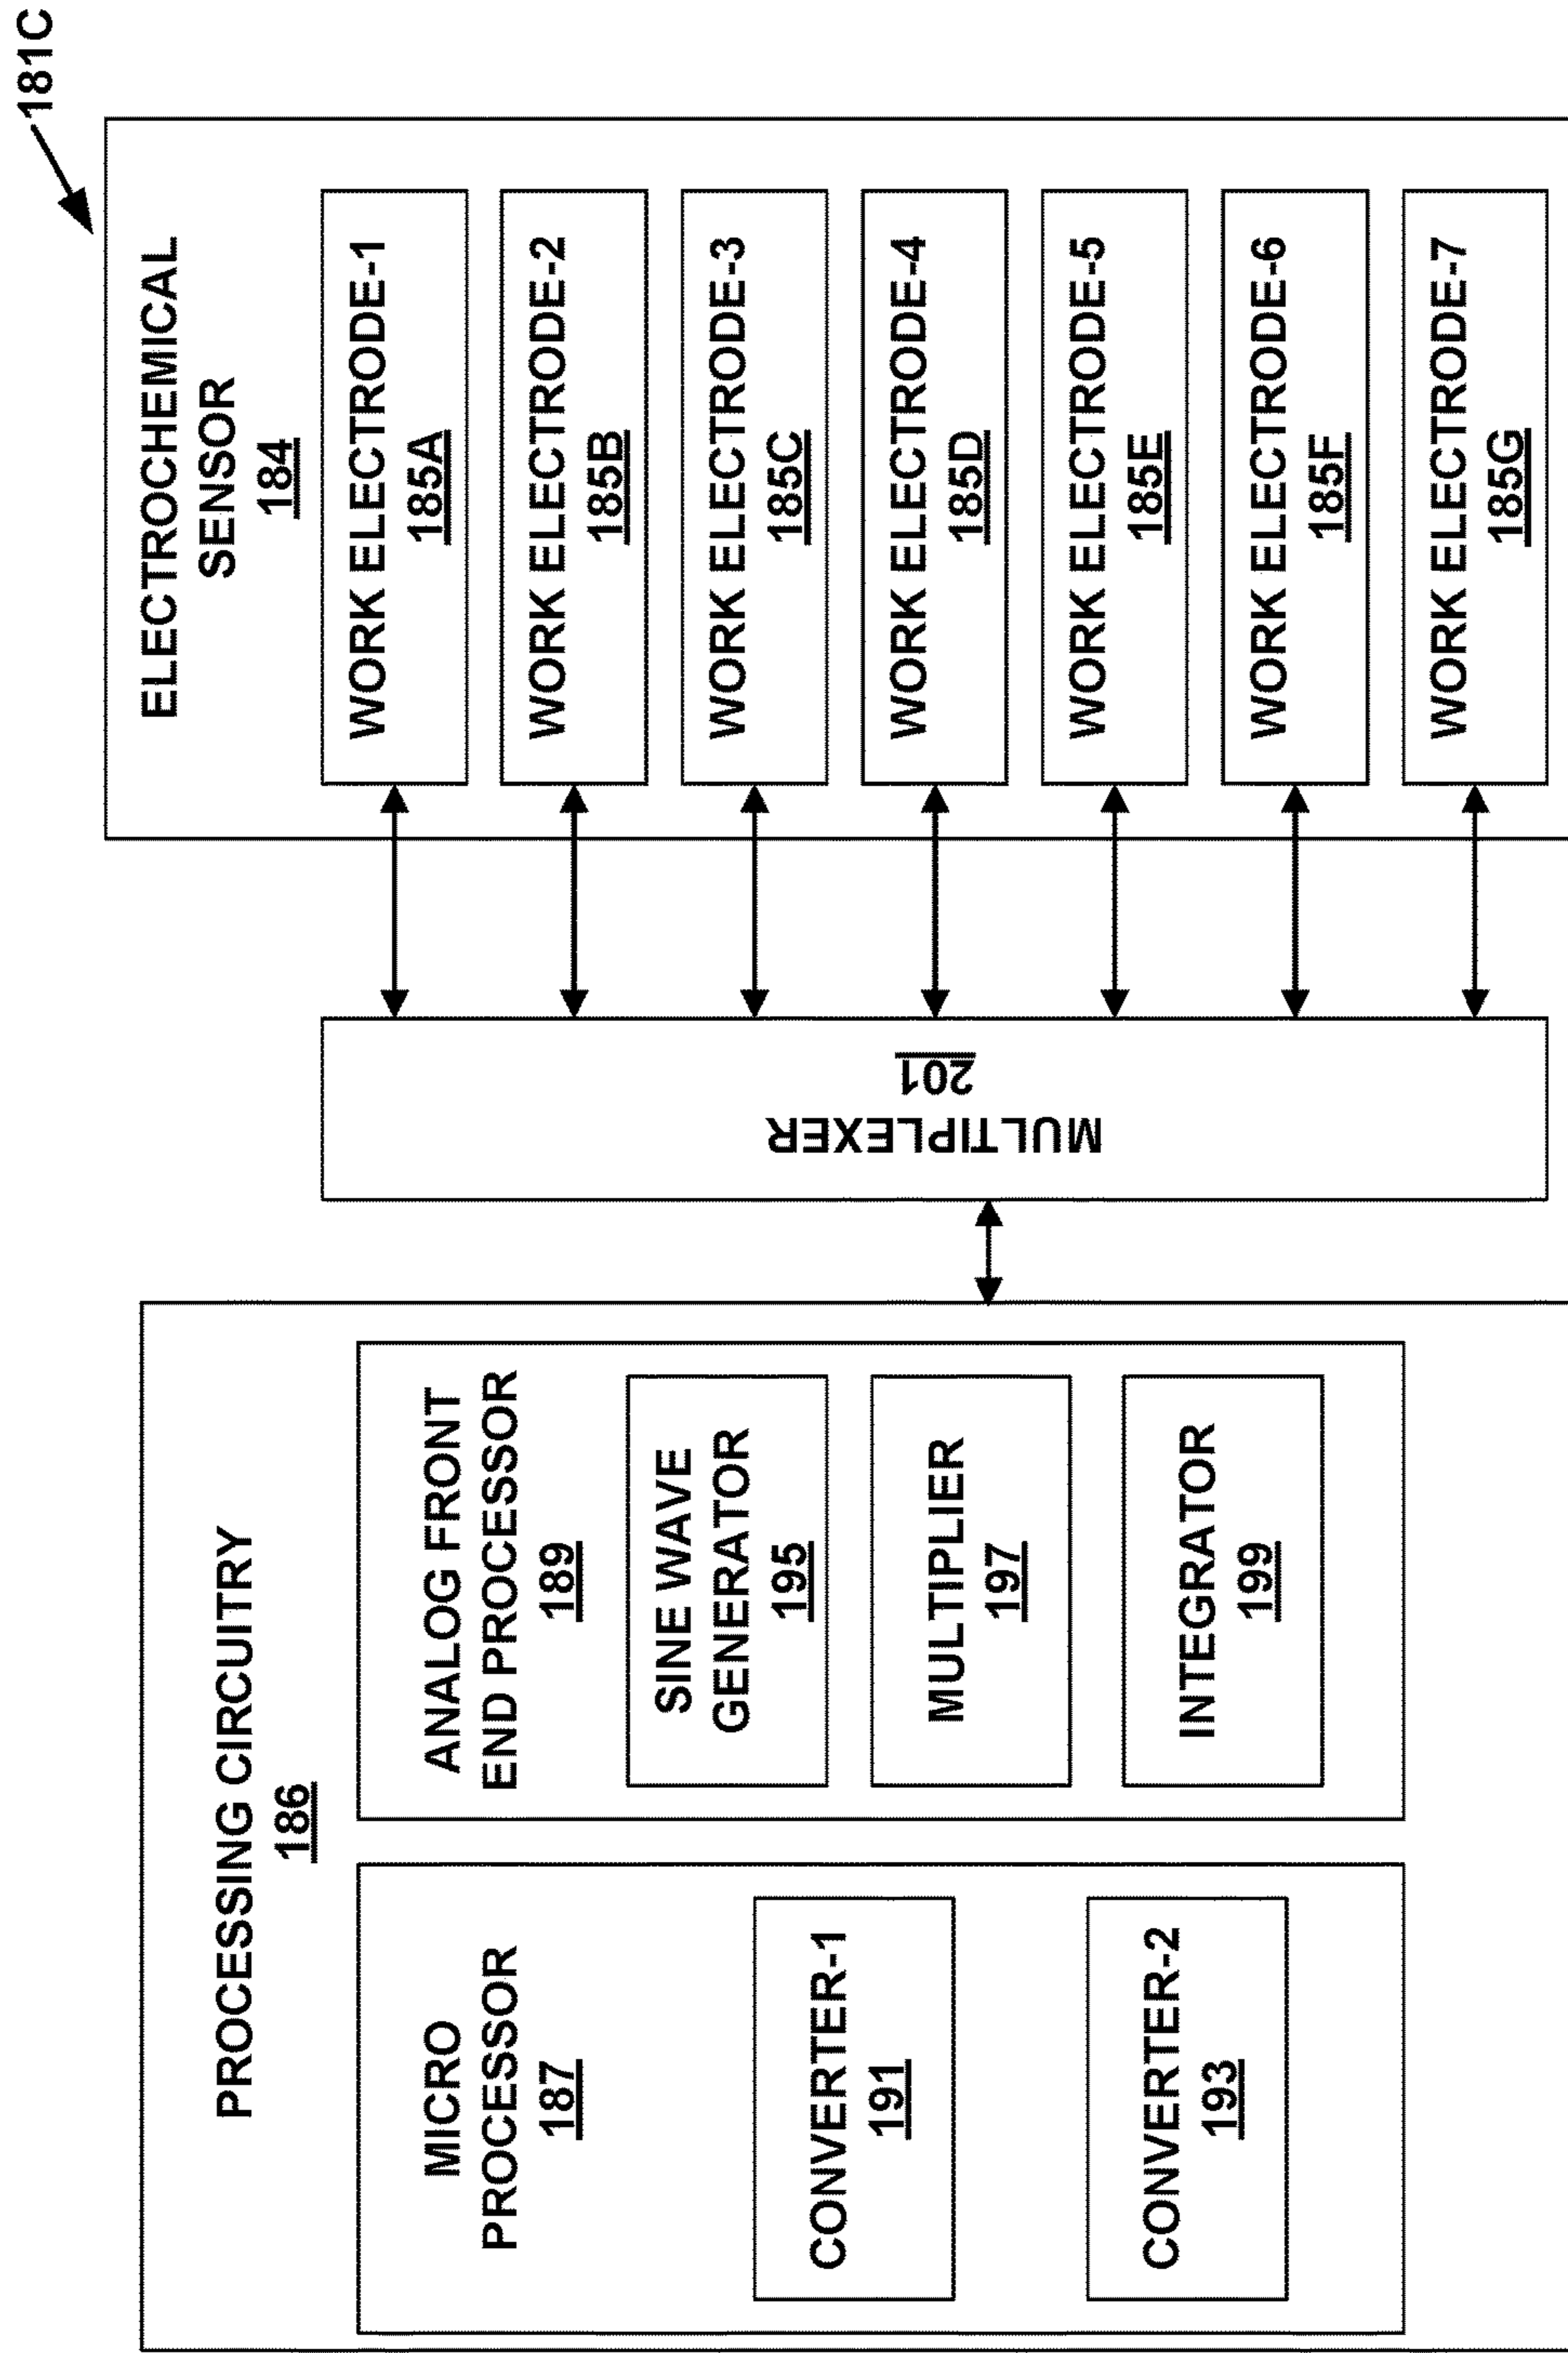 181C
PROCESSING CIRCUITRY
186
MICRO
PROCESSOR
187
CONVERTER-1
191
CONVERTER-2
193
ANALOG FRONT
END PROCESSOR
189
SINE WAVE
GENERATOR
195
MULTIPLIER
197
INTEGRATOR
199
MULTIPLEXER
201
ELECTROCHEMICAL
SENSOR
184
WORK ELECTRODE-1
185A
WORK ELECTRODE-2
185B
WORK ELECTRODE-3
185C
WORK ELECTRODE-4
185D
WORK ELECTRODE-5
185E
WORK ELECTRODE-6
185F
WORK ELECTRODE-7
185G